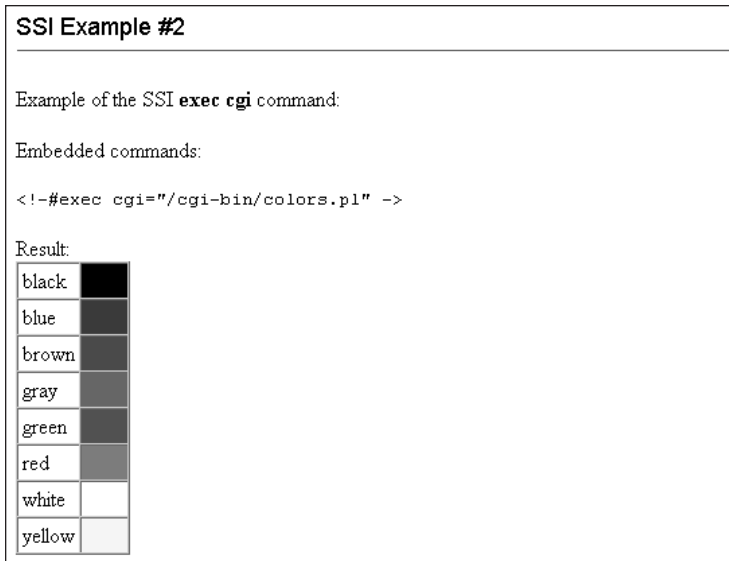 SSI Example #2
Example of the SSI exec cgi command:
Embedded commands:
<!-#exec cgi="/cgi-bin/colors.pl" ->
Result:
black
blue
brown
gray
green
red
white
yellow